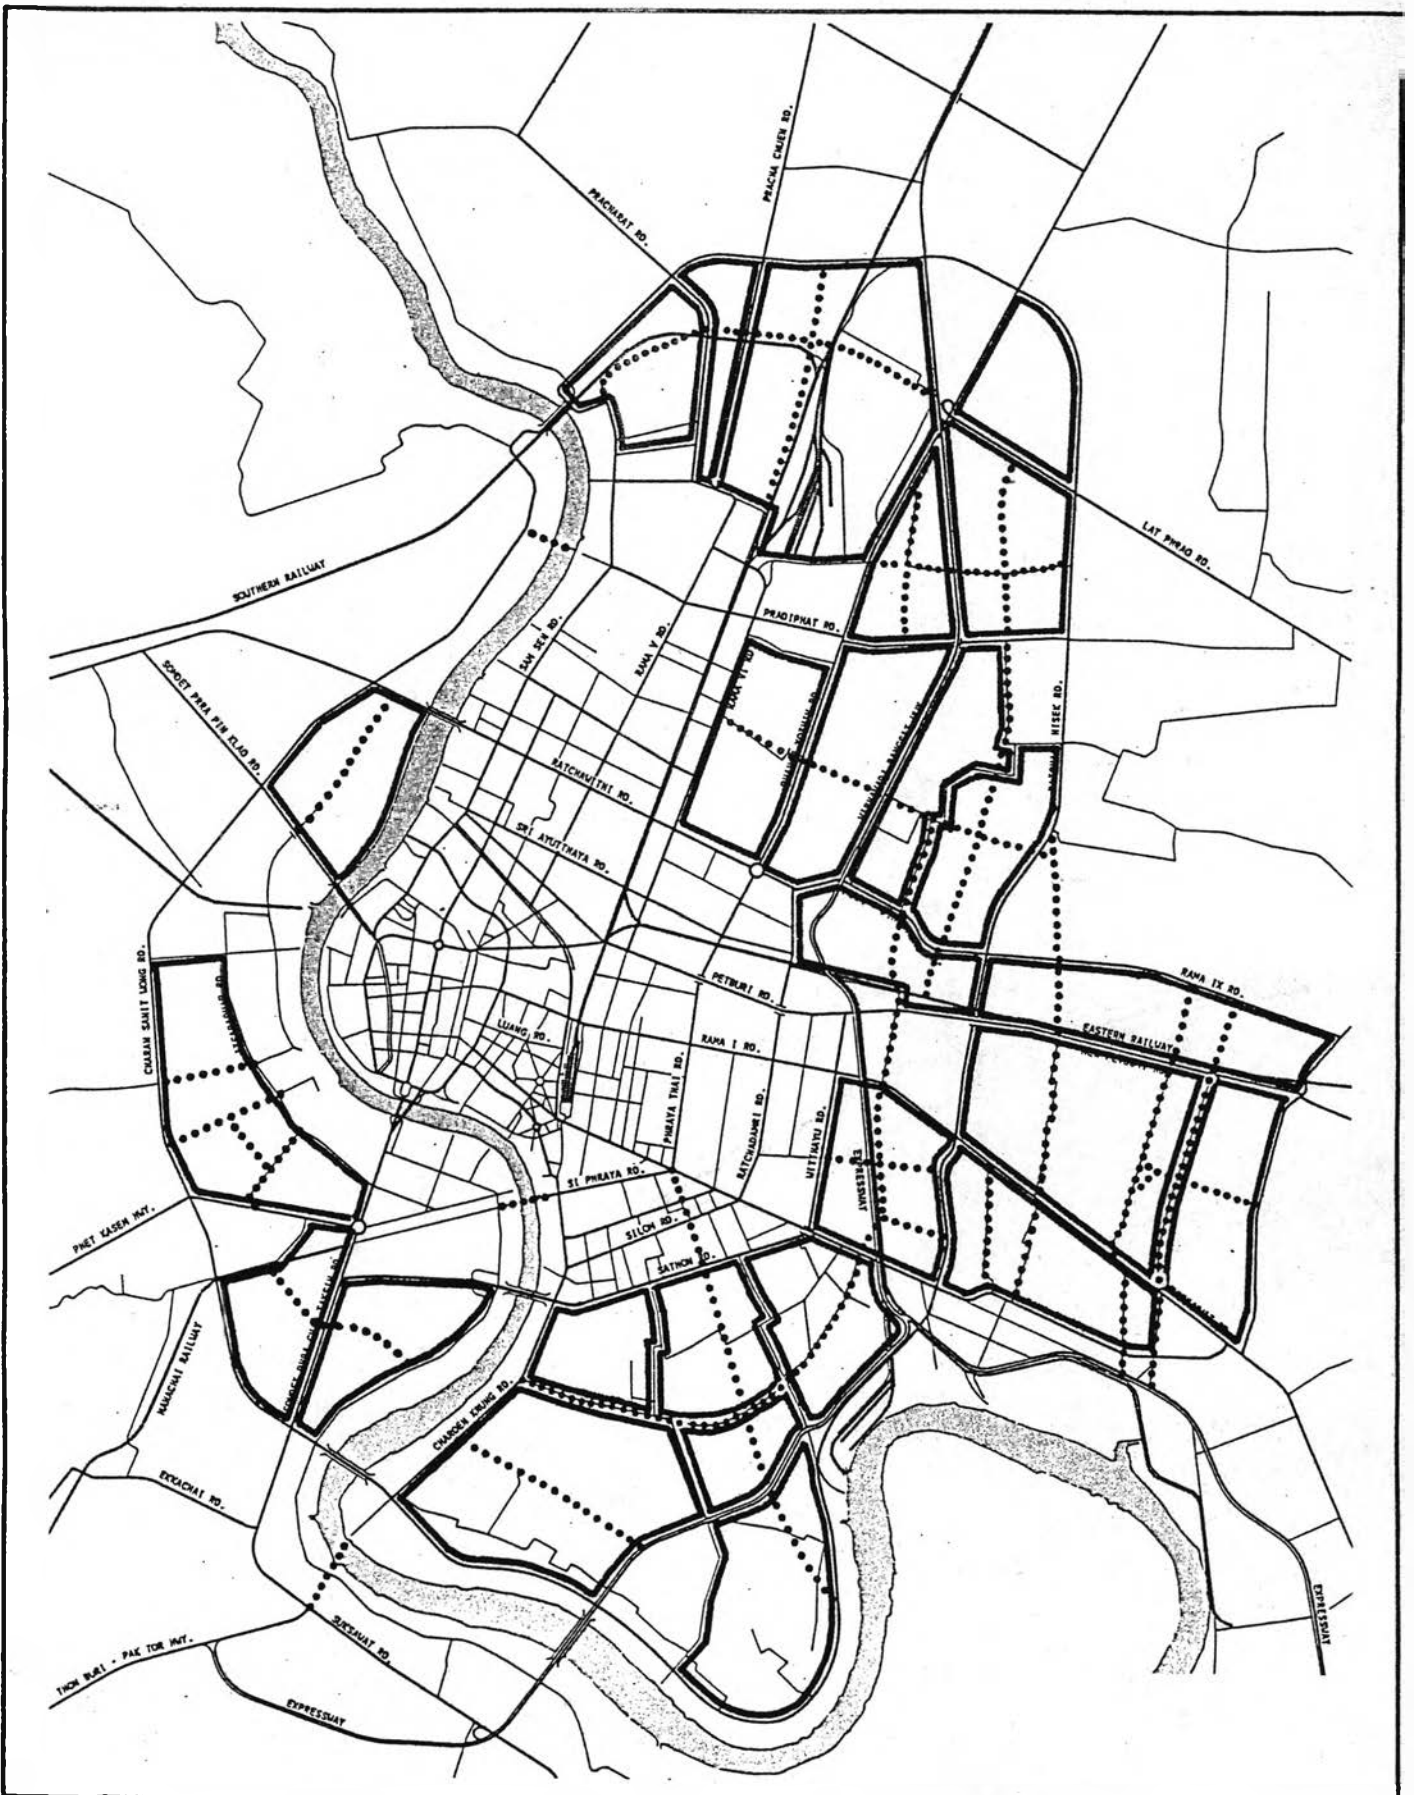 PRACHA CHUEN RD.
PRACHARAT RD.
LAT PHRAO RD.
SOUTHERN RAILWAY
PRADIPHAT RD.
SAM SEN RD.
RAMA V RD.
RAMA VI RD
SOMDET PHRA PIN KLAO RD.
RATCHAWITHI RD.
SRI AYUTTHAYA RD.
CHARAN SANIT WONG RD.
PETBURI RD.
RAMA IX RD.
LUANG RD.
RAMA I RD.
EASTERN RAILWAY
PHRAYA THAI RD.
RATCHADAMRI RD.
WITTHAYU RD.
EXPRESSWAY
SI PHRAYA RD.
PHET KASEM HWY.
SILOM RD.
SATHON RD.
MAHACHAI RAILWAY
CHAROEN KRUNG RD.
EKKACHAI RD.
THON BURI - PAK TOR HWY.
SUKSAWAT RD.
EXPRESSWAY
EXPRESSWAY